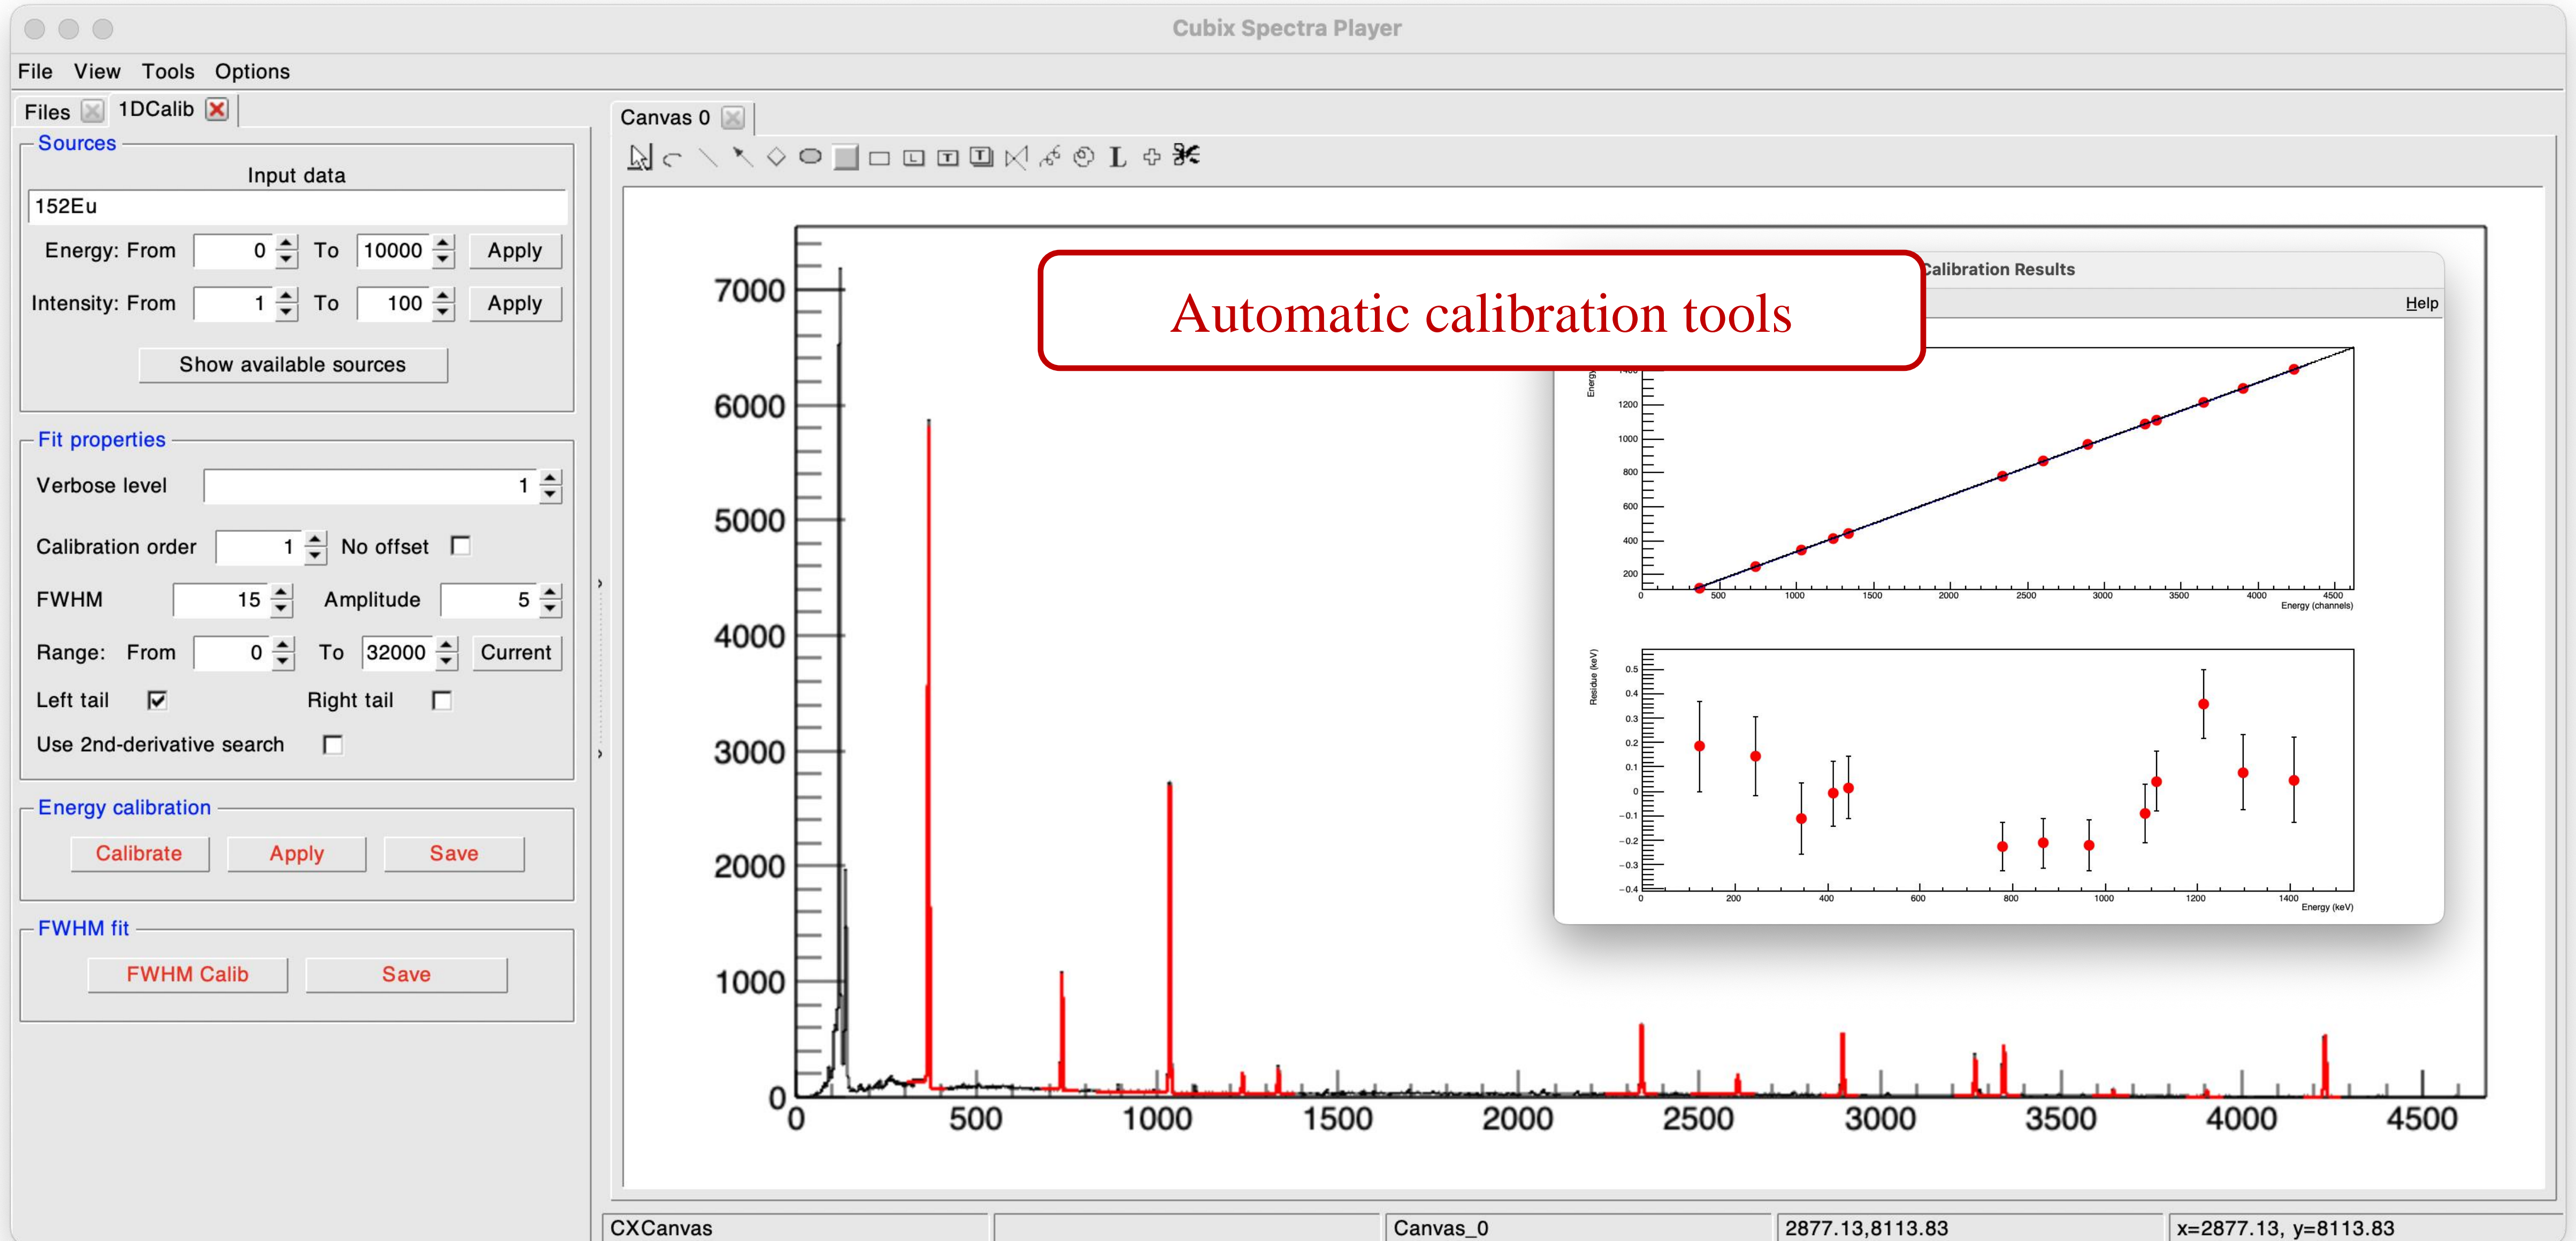 Cubix Spectra Player
File View Tools Options
Files 1DCalib
Sources
Input data
152Eu
Energy: From 0 To 10000 Apply
Intensity: From 1 To 100 Apply
Show available sources
Fit properties
Verbose level 1
Calibration order 1 No offset
FWHM 15 Amplitude 5
Range: From 0 To 32000 Current
Left tail Right tail
Use 2nd-derivative search
Energy calibration
Calibrate Apply Save
FWHM fit
FWHM Calib Save
Canvas 0
L T T L
7000
6000
5000
4000
3000
2000
1000
0
0 500 1000 1500 2000 2500 3000 3500 4000 4500
Automatic calibration tools
Calibration Results
Help
Energy
1200
1000
800
600
400
200
0 500 1000 1500 2000 2500 3000 3500 4000 4500
Energy (channels)
Residue (keV)
0.5
0.4
0.3
0.2
0.1
0
−0.1
−0.2
−0.3
−0.4
0 200 400 600 800 1000 1200 1400
Energy (keV)
CXCanvas Canvas_0 2877.13,8113.83 x=2877.13, y=8113.83